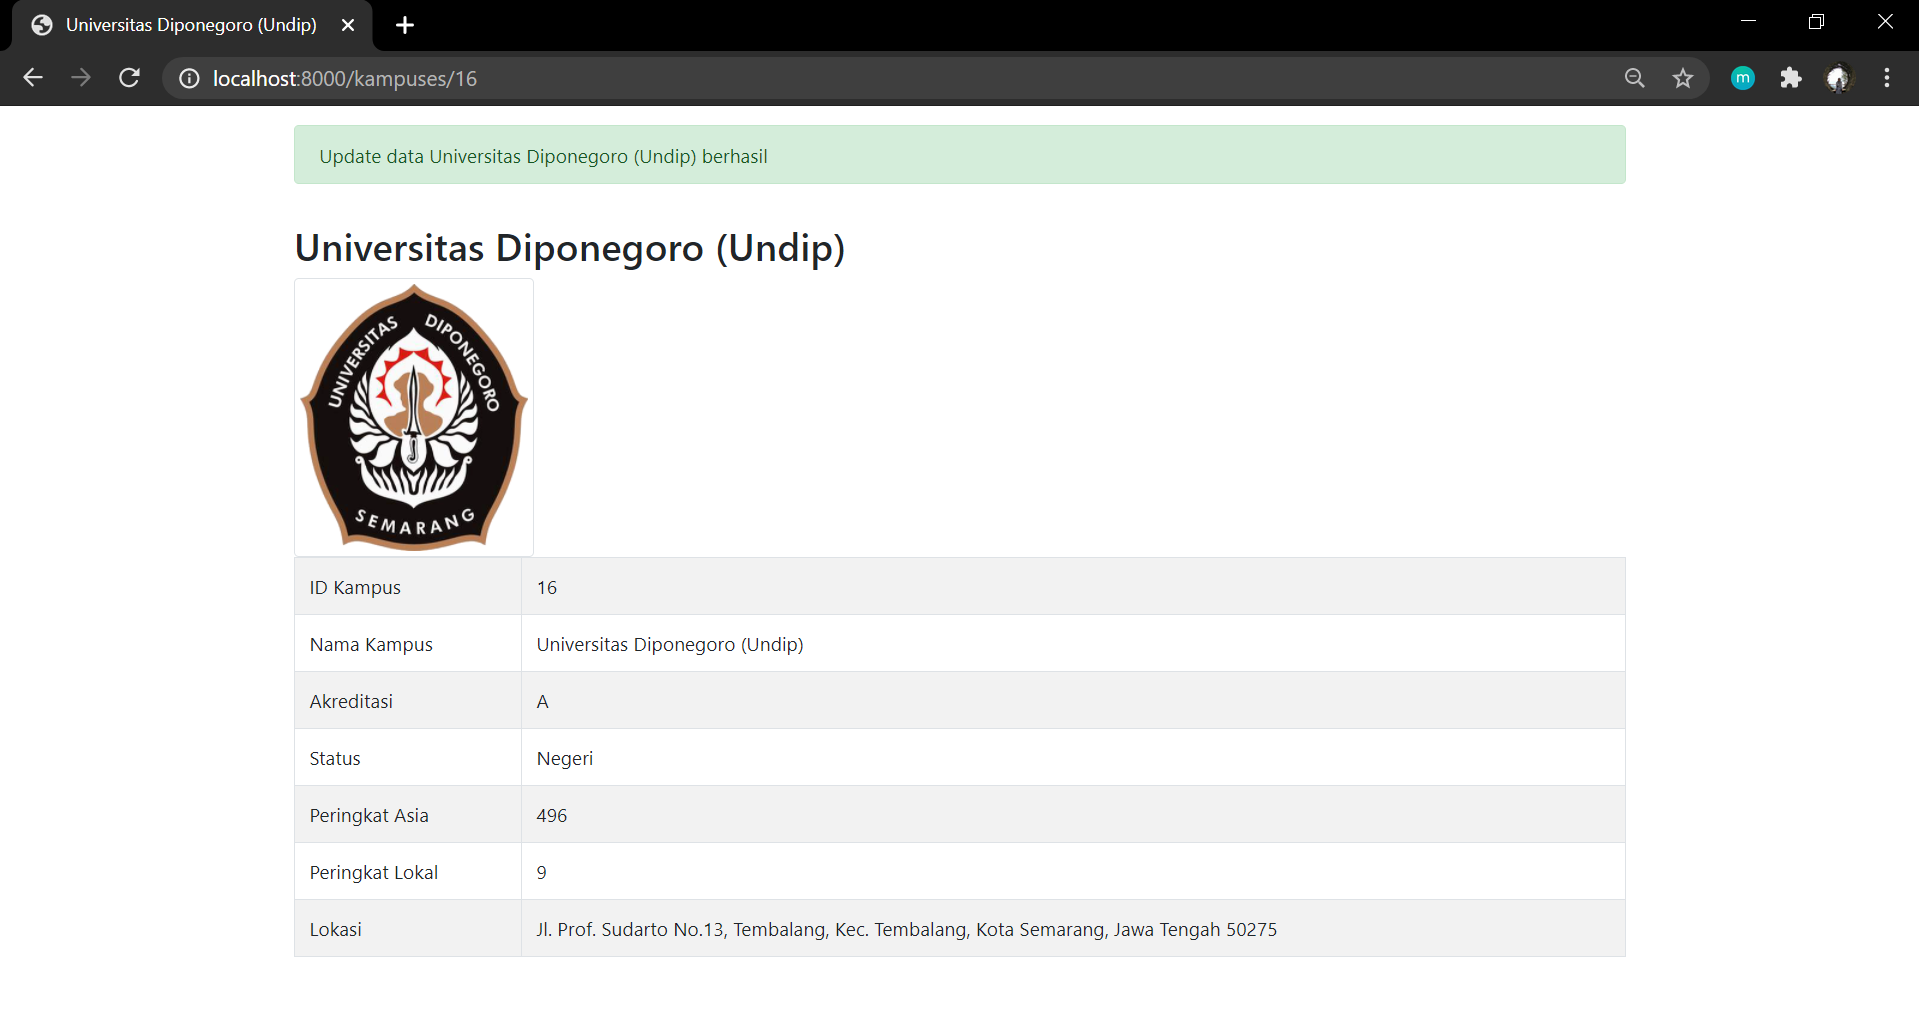 Universitas Diponegoro (Undip)
localhost:8000/kampuses/16
m
Update data Universitas Diponegoro (Undip) berhasil
Universitas Diponegoro (Undip)
UNIVERSITAS DIPONEGORO
SEMARANG
ID Kampus 16
Nama Kampus Universitas Diponegoro (Undip)
Akreditasi A
Status Negeri
Peringkat Asia 496
Peringkat Lokal 9
Lokasi Jl. Prof. Sudarto No.13, Tembalang, Kec. Tembalang, Kota Semarang, Jawa Tengah 50275